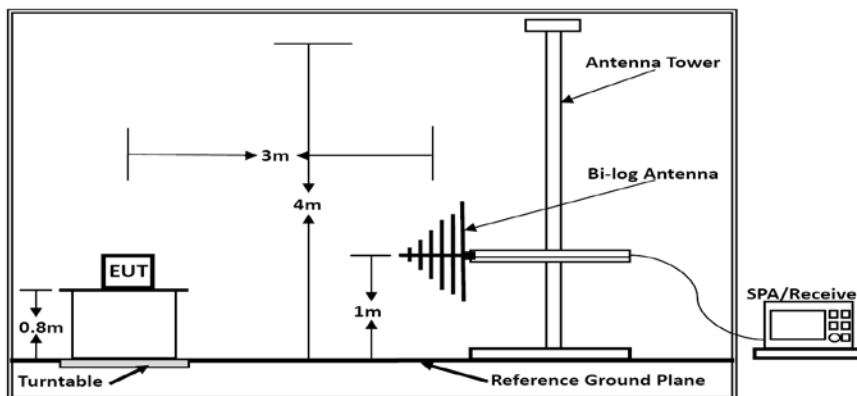 Antenna Tower
3m
Bi-log Antenna
4m
EUT
SPA/Receive
0.8m
1m
Turntable
Reference Ground Plane